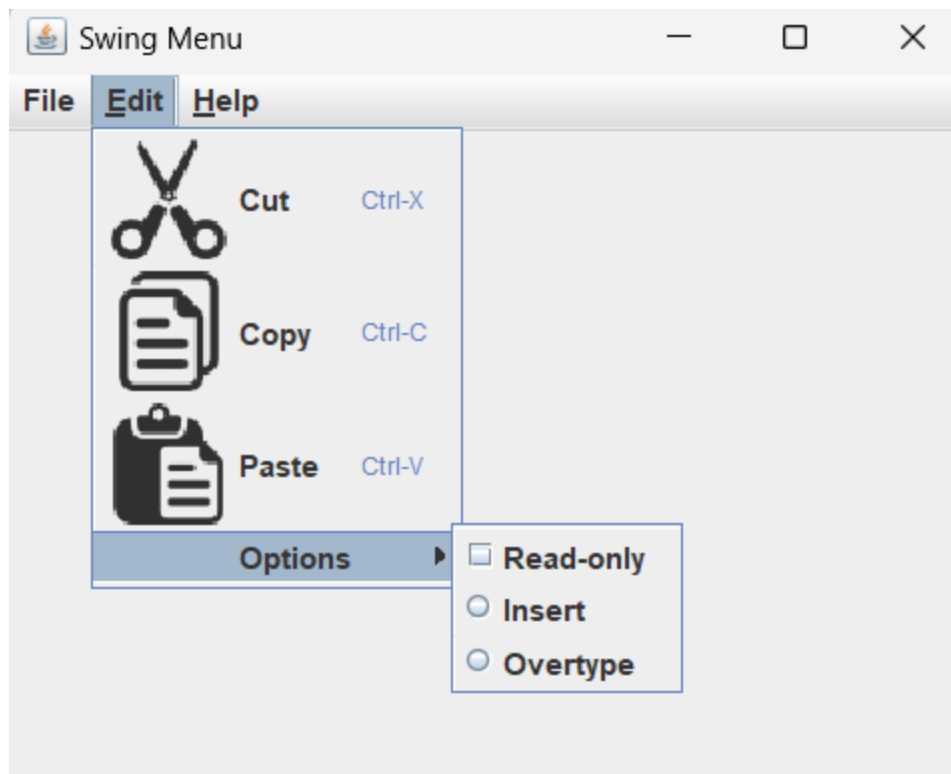 Swing Menu
File Edit Help
Cut Ctrl-X
Copy Ctrl-C
Paste Ctrl-V
Options
Read-only
Insert
Overtype